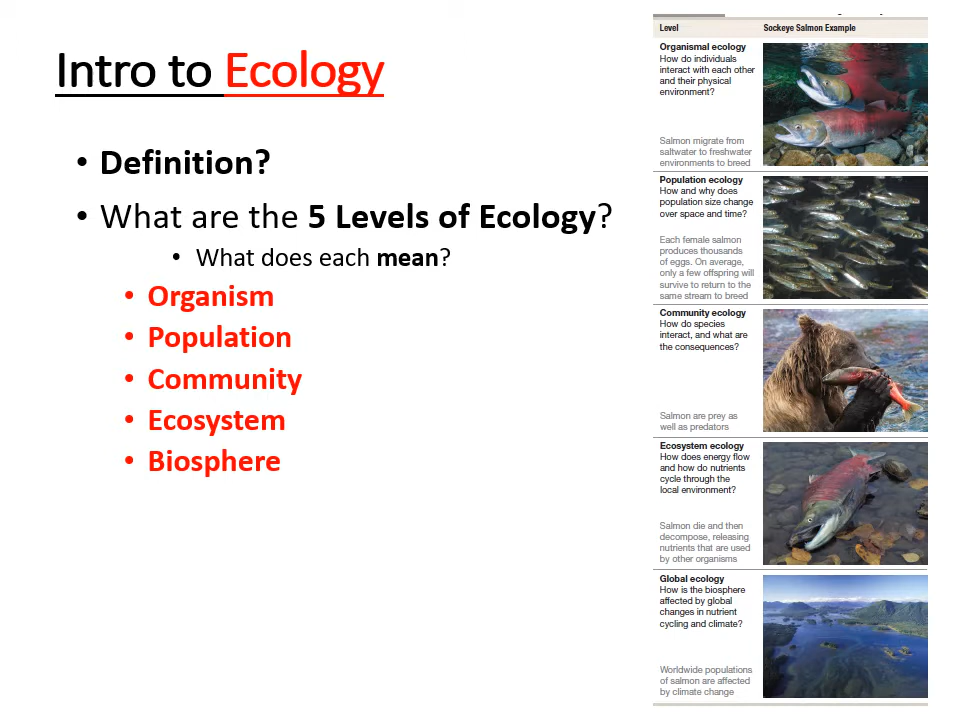 Intro to Ecology
• Definition?
• What are the 5 Levels of Ecology?
• What does each mean?
• Organism
• Population
• Community
• Ecosystem
• Biosphere
Level Sockeye Salmon Example
Organismal ecology
How do individuals
interact with each other
and their physical
environment?
Salmon migrate from
saltwater to freshwater
environments to breed
Population ecology
How and why does
population size change
over space and time?
Each female salmon
produces thousands
of eggs. On average,
only a few offspring will
survive to return to the
same stream to breed
Community ecology
How do species
interact, and what are
the consequences?
Salmon are prey as
well as predators
Ecosystem ecology
How does energy flow
and how do nutrients
cycle through the
local environment?
Salmon die and then
decompose, releasing
nutrients that are used
by other organisms
Global ecology
How is the biosphere
affected by global
changes in nutrient
cycling and climate?
Worldwide populations
of salmon are affected
by climate change